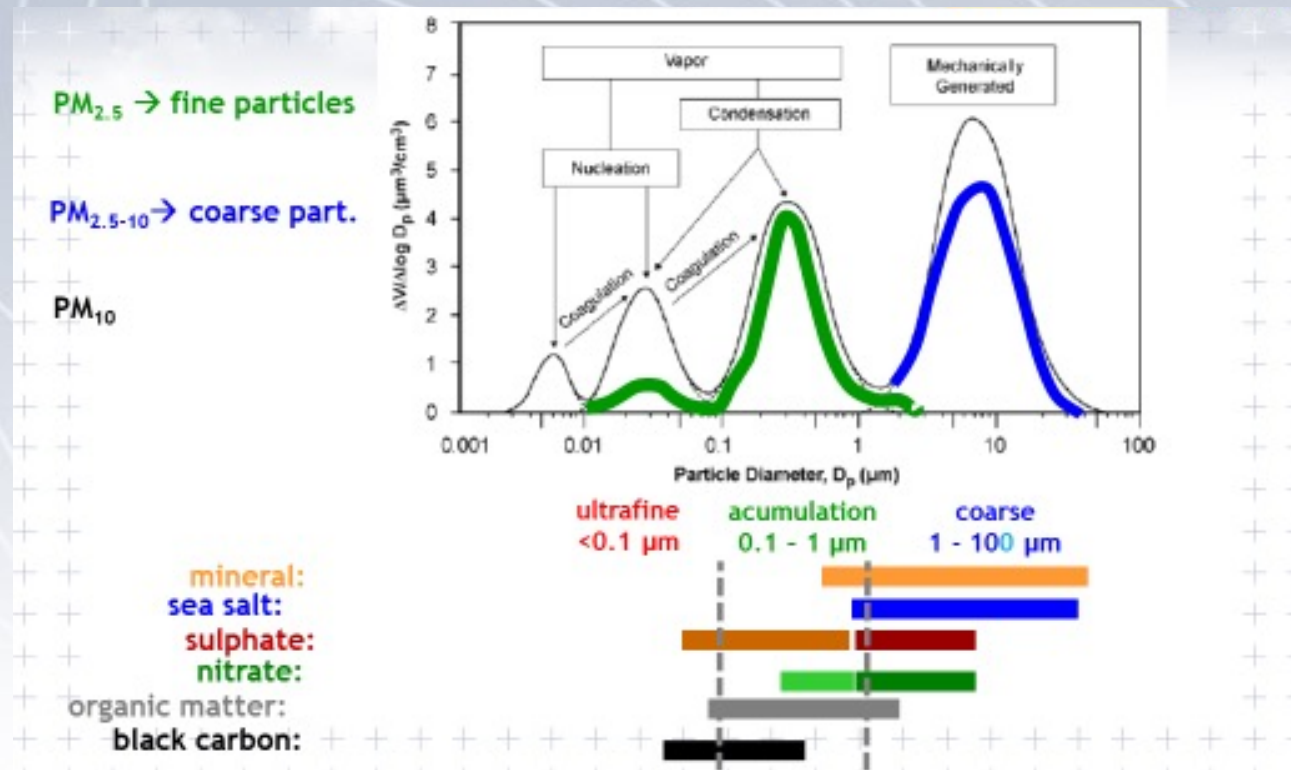 PM2.5 → fine particles
PM2.5-10→ coarse part.
PM10
8
7
6
5
4
3
2
1
0
ΔV/Δlog Dp (µm³/cm³)
Vapor
Condensation
Nucleation
Mechanically
Generated
Coagulation
Coagulation
0.001 0.01 0.1 1 10 100
Particle Diameter, Dp (µm)
ultrafine
<0.1 µm
acumulation
0.1 - 1 µm
coarse
1 - 100 µm
mineral:
sea salt:
sulphate:
nitrate:
organic matter:
black carbon: